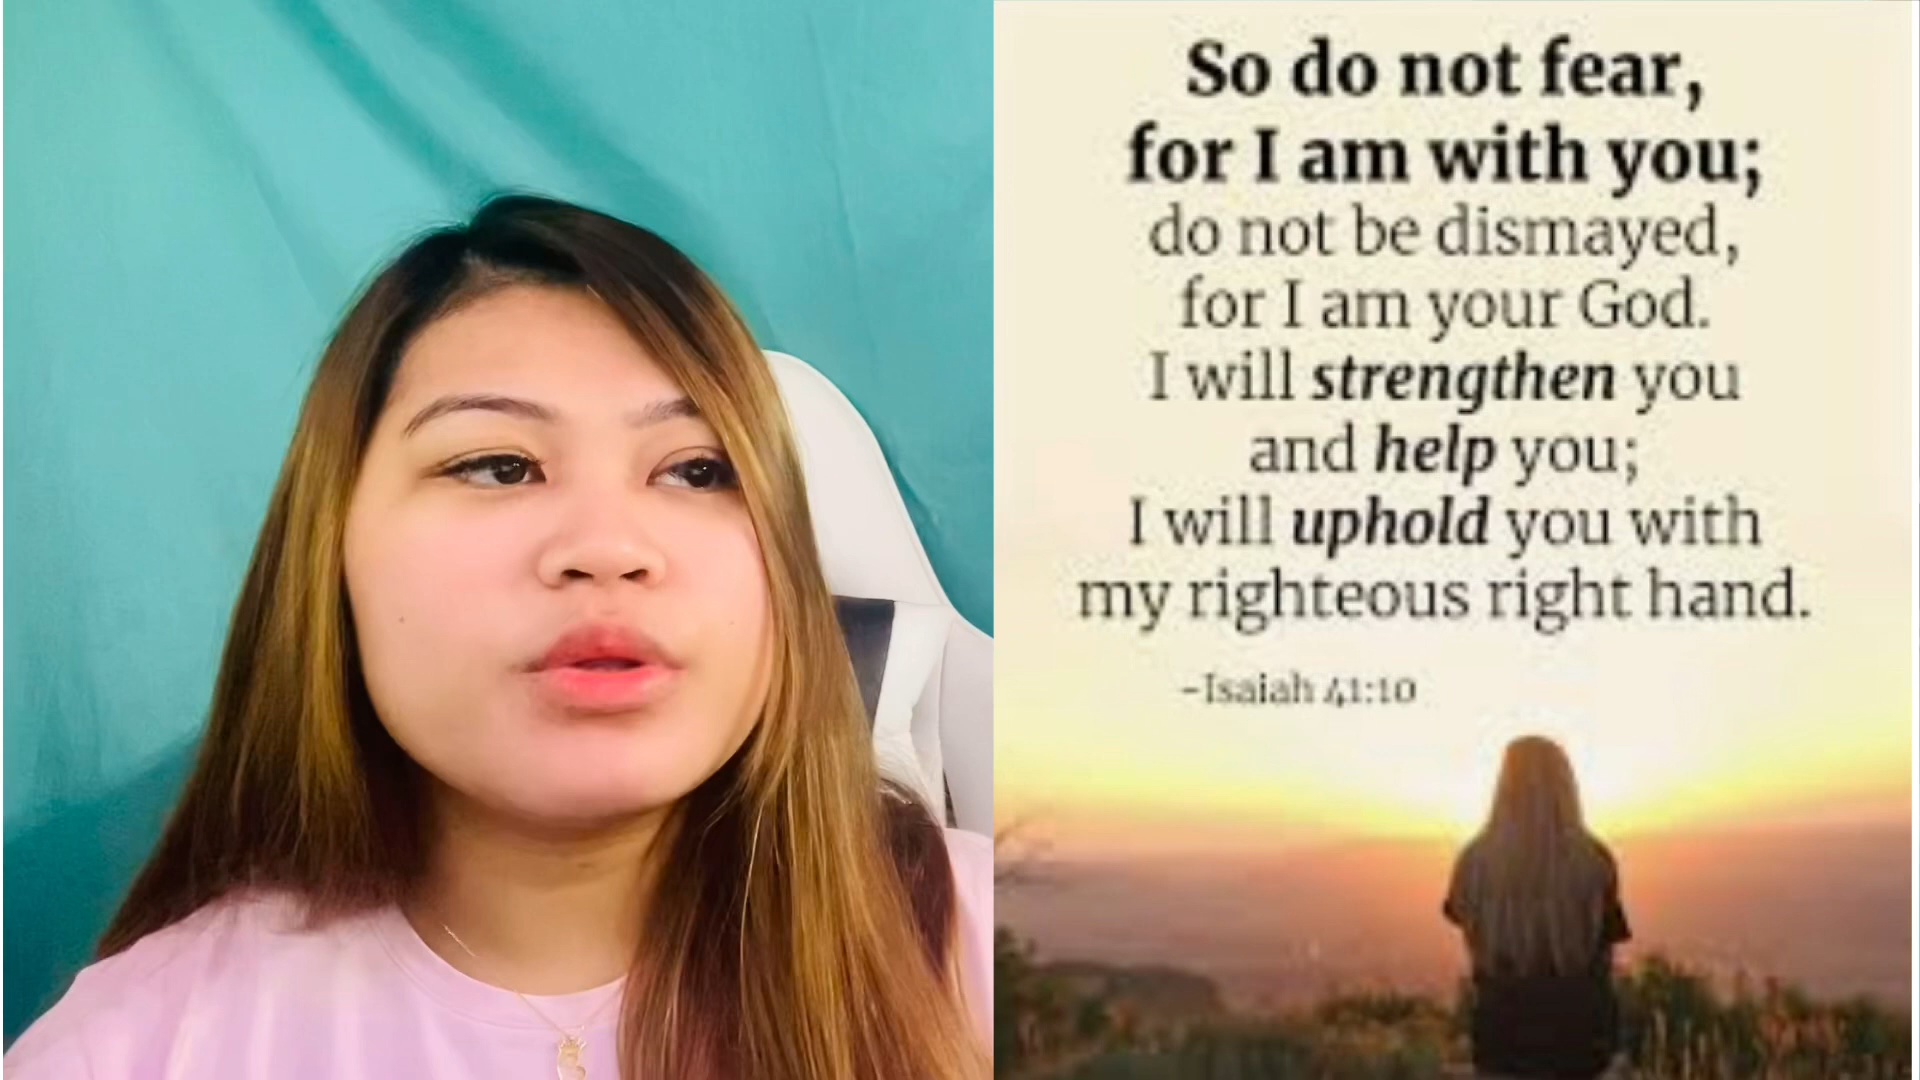 So do not fear,
for I am with you;
do not be dismayed,
for I am your God.
I will strengthen you
and help you;
I will uphold you with
my righteous right hand.
-Isaiah 41:10